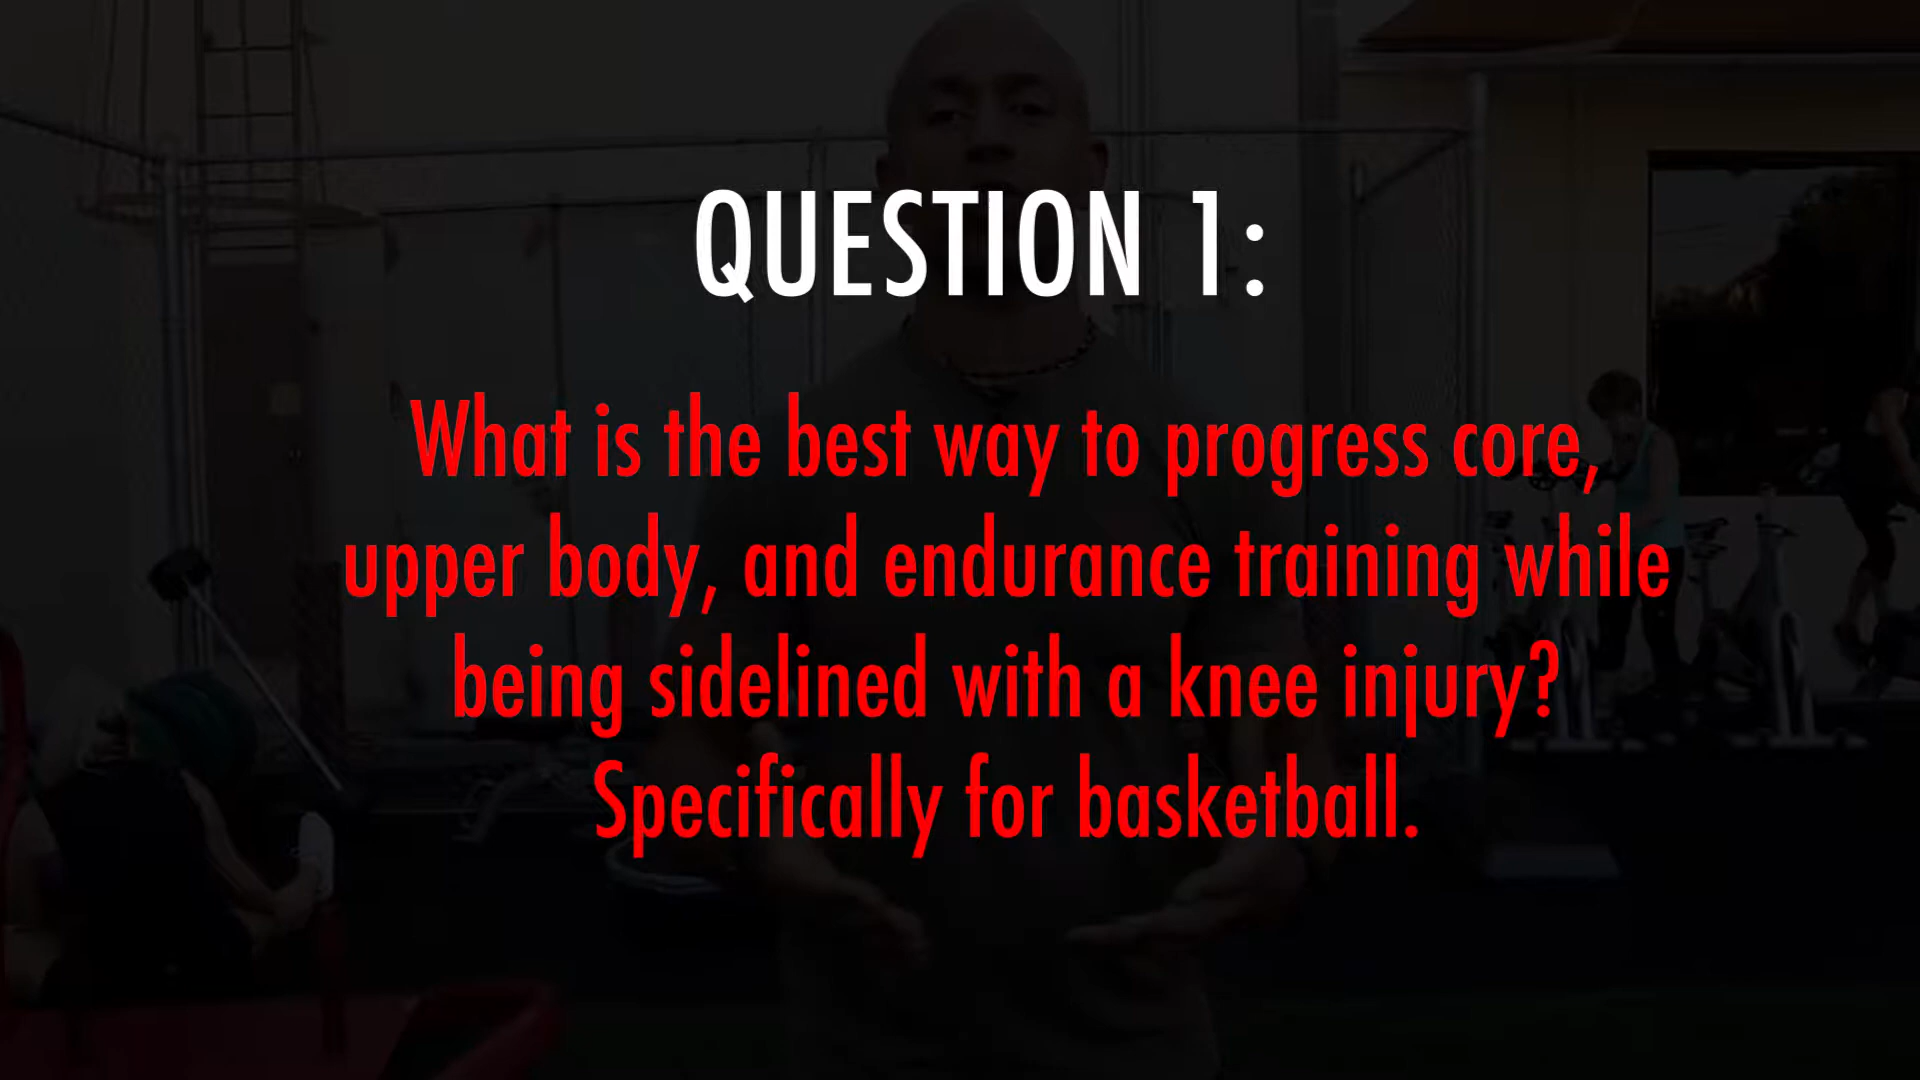 QUESTION 1:
What is the best way to progress core,
upper body, and endurance training while
being sidelined with a knee injury?
Specifically for basketball.